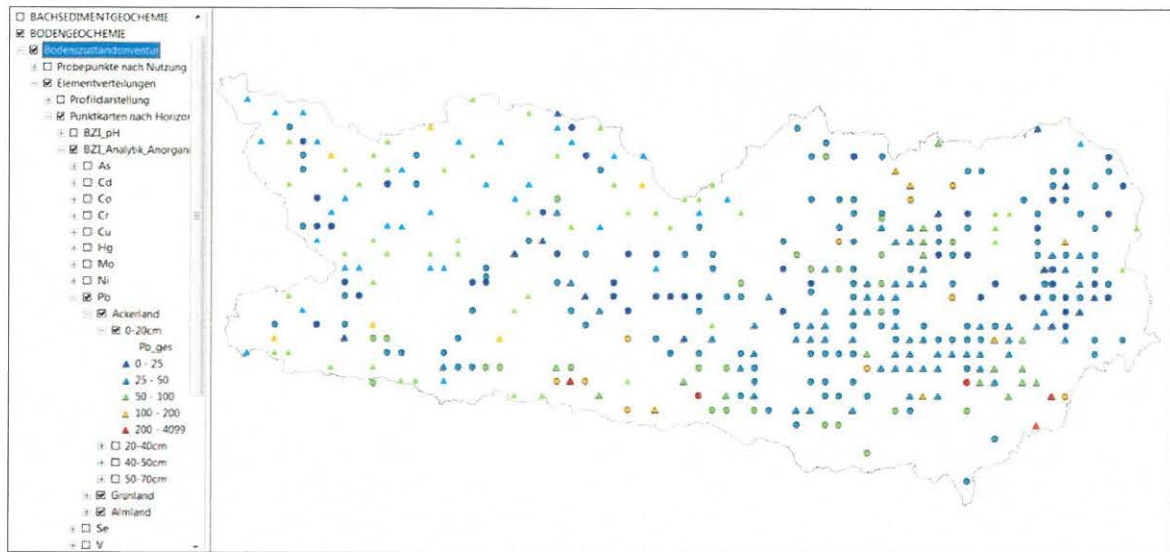 BACHSEDIMENTGEOCHEMIE
BODENGEOCHEMIE
Bodenzustandsinventur
Probepunkte nach Nutzung
Elementverteilungen
Profildarstellung
Punktkarten nach Horizor
BZI_pH
BZI_Analytik_Anorgani
As
Cd
Co
Cr
Cu
Hg
Mo
Ni
Pb
Ackerland
0-20cm
Pb_ges
0 - 25
25 - 50
50 - 100
100 - 200
200 - 4099
20-40cm
40-50cm
50-70cm
Grünland
Almland
Se
V